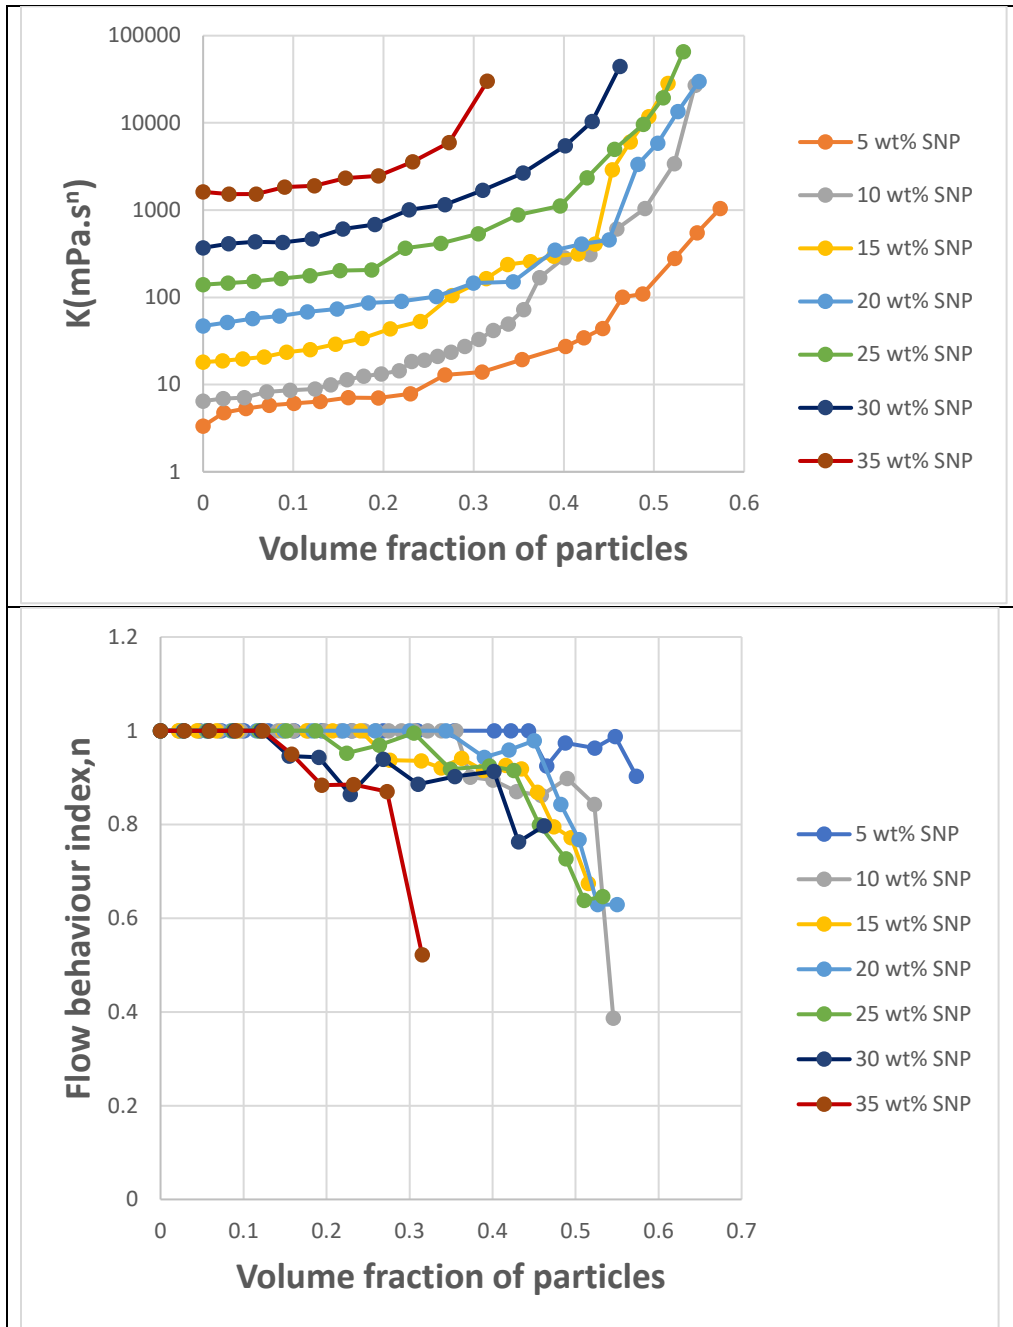 100000
10000
1000
100
10
1
K(mPa.sⁿ)
0 0.1 0.2 0.3 0.4 0.5 0.6
Volume fraction of particles
5 wt% SNP
10 wt% SNP
15 wt% SNP
20 wt% SNP
25 wt% SNP
30 wt% SNP
35 wt% SNP
1.2
1
0.8
0.6
0.4
0.2
0
Flow behaviour index,n
0 0.1 0.2 0.3 0.4 0.5 0.6 0.7
Volume fraction of particles
5 wt% SNP
10 wt% SNP
15 wt% SNP
20 wt% SNP
25 wt% SNP
30 wt% SNP
35 wt% SNP